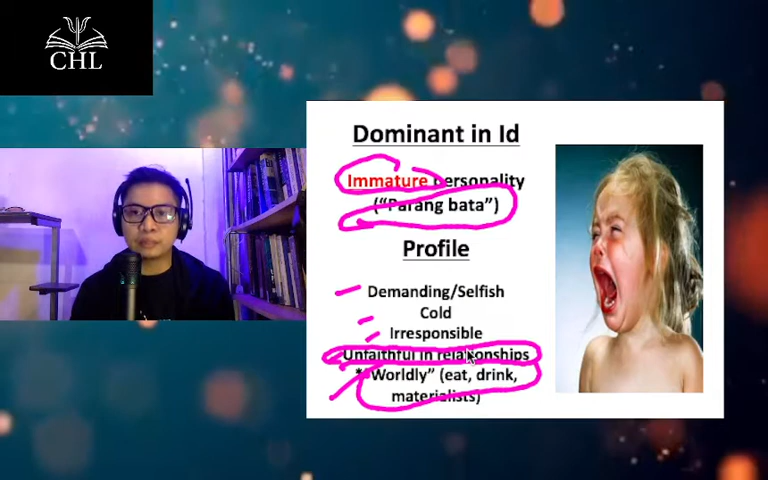 CHL
Dominant in Id
Immature personality
("Parang bata")
Profile
Demanding/Selfish
Cold
Irresponsible
Unfaithful in relationships
*"Worldly" (eat, drink,
materialists)